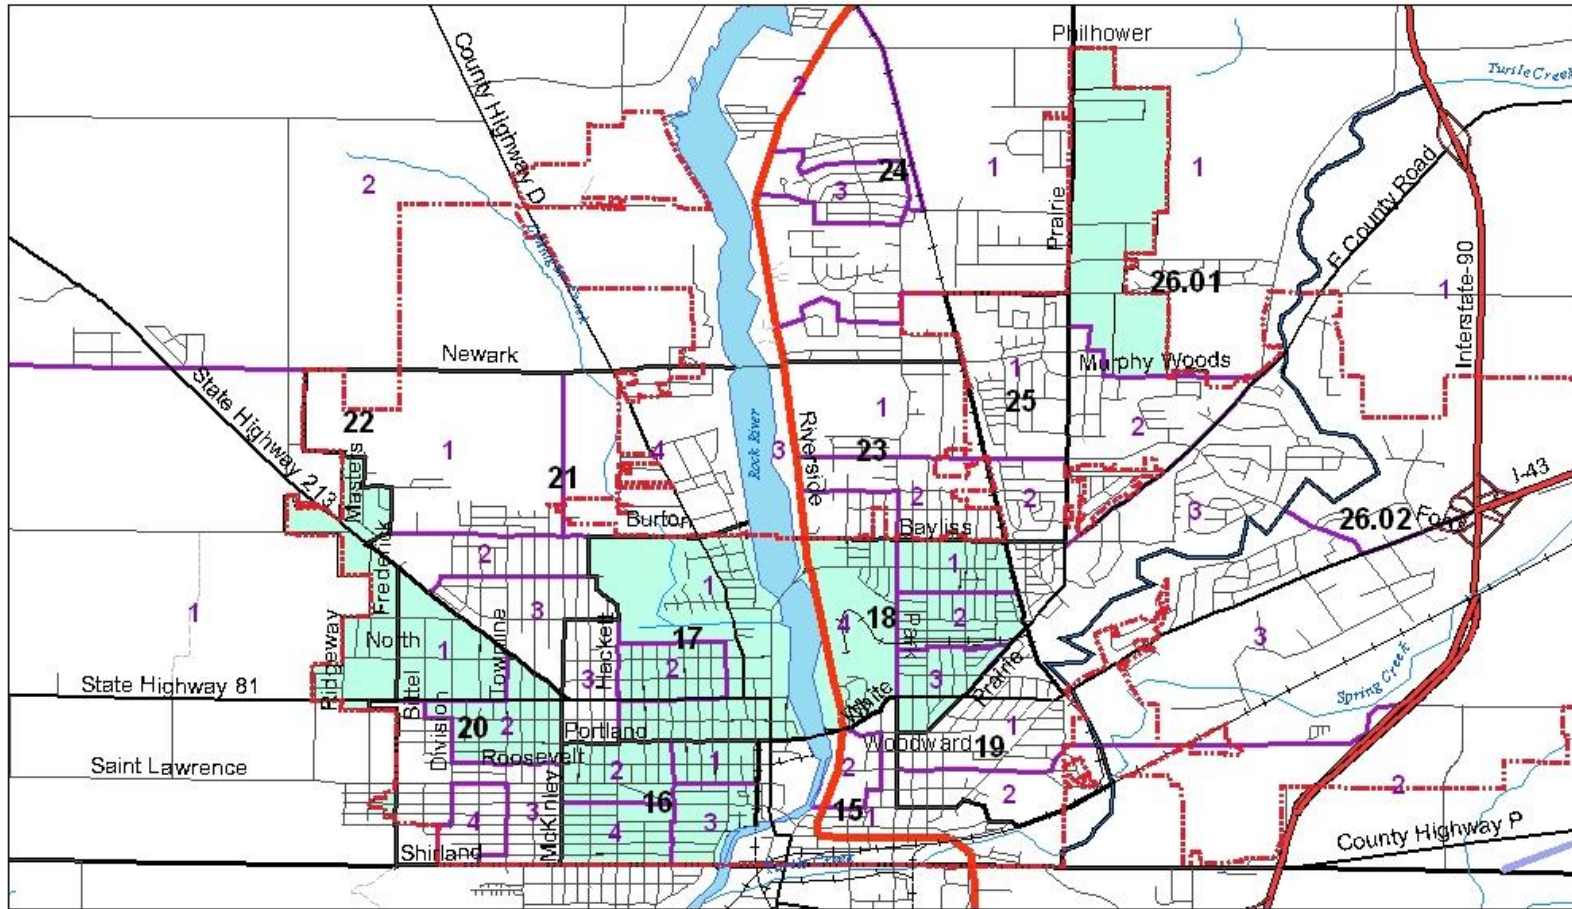 Philhower
County Highway D
Turtle Creek
2
24
1
1
2
3
Prairie
E County Road
26.01
1
Interstate-90
Newark
Murphy Woods
State Highway 213
22
1
Masters
21
4
Rock River
3
Riverside
1
23
1
25
2
2
2
I-43
Burton
Bayliss
3
26.02
2
1
1
Frederick
1
3
Townline
Hackett
17
18
4
2
Park
3
Ridgeway
North
1
2
3
Prairie
3
Spring Creek
State Highway 81
Bittel
Division
20
2
Portland
White
1
Woodward
19
Roosevelt
Saint Lawrence
2
1
2
2
2
McKinley
16
15
1
4
3
4
3
County Highway P
Shirland
Turtle Creek